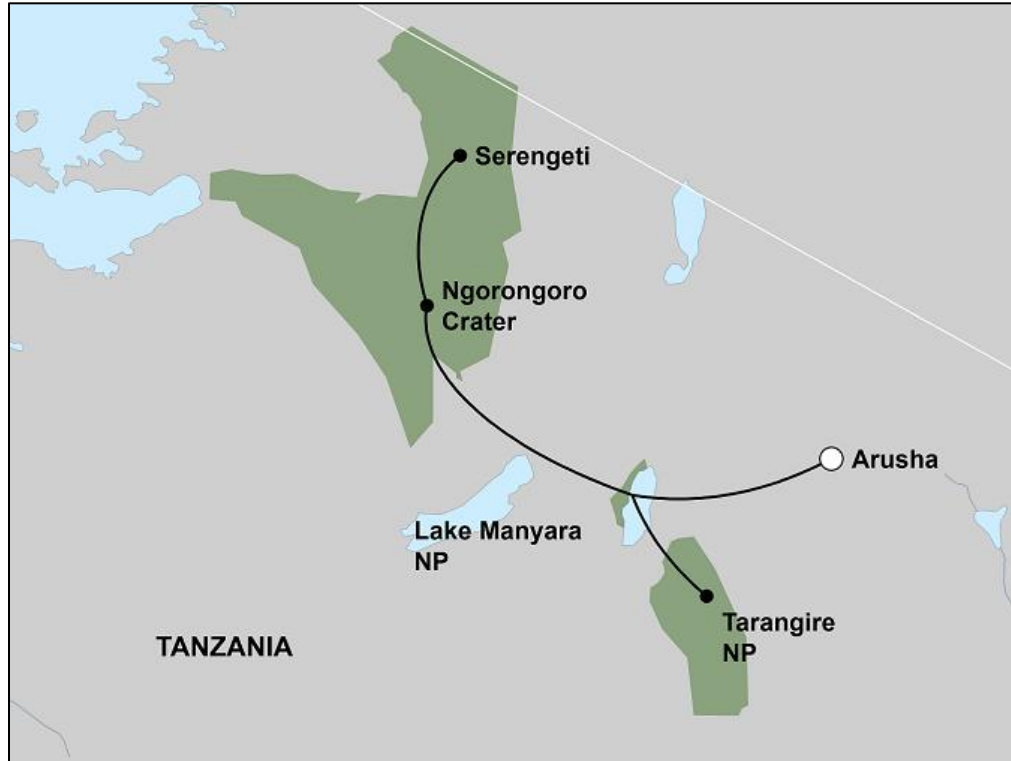 Serengeti
Ngorongoro
Crater
Arusha
Lake Manyara
NP
Tarangire
NP
TANZANIA